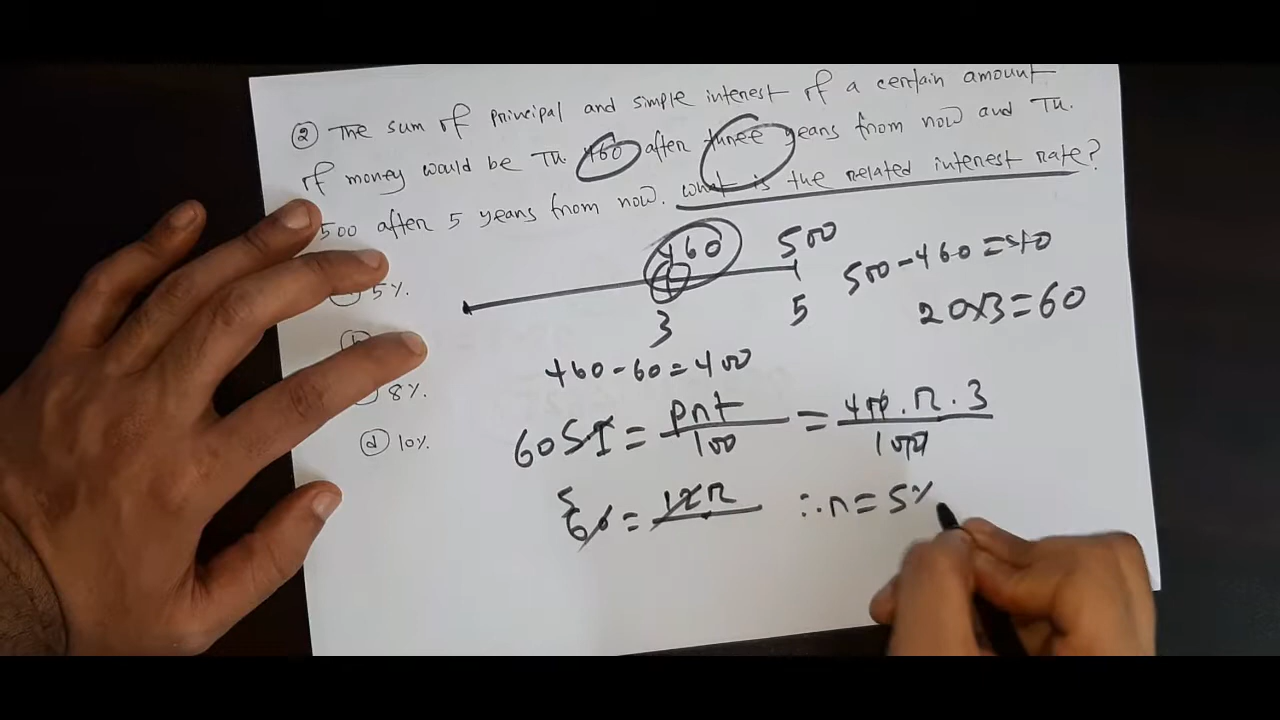 ② The sum of principal and simple interest of a certain amount
of money would be Tk. 460 after three years from now and Tk.
500 after 5 years from now. what is the related interest rate?
5%.
8%.
ⓓ 10%.
460 500
3 5
500-460=40
20×3=60
460-60=400
60 SI = prt/100 = 400.r.3/100
5
60 = 12r ∴r=5%